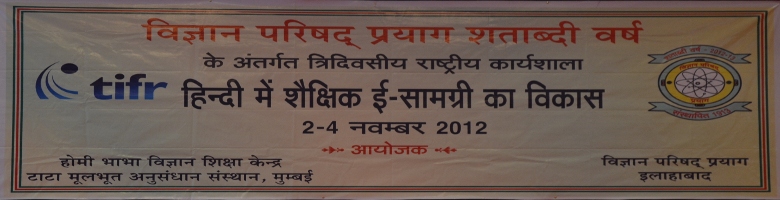 विज्ञान परिषद् प्रयाग शताब्दी वर्ष
के अंतर्गत त्रिदिवसीय राष्ट्रीय कार्यशाला
tifr
हिन्दी में शैक्षिक ई-सामग्री का विकास
2-4 नवम्बर 2012
आयोजक
होमी भाभा विज्ञान शिक्षा केन्द्र
टाटा मूलभूत अनुसंधान संस्थान, मुम्बई
विज्ञान परिषद् प्रयाग
इलाहाबाद